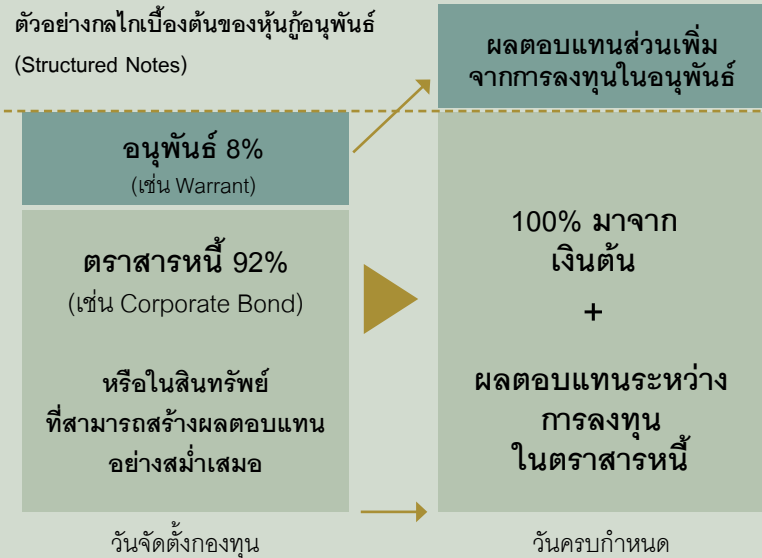 ตัวอย่างกลไกเบื้องต้นของหุ้นกู้อนุพันธ์
(Structured Notes)
ผลตอบแทนส่วนเพิ่ม
จากการลงทุนในอนุพันธ์
อนุพันธ์ 8%
(เช่น Warrant)
ตราสารหนี้ 92%
(เช่น Corporate Bond)
หรือในสินทรัพย์
ที่สามารถสร้างผลตอบแทน
อย่างสม่ำเสมอ
100% มาจาก
เงินต้น
+
ผลตอบแทนระหว่าง
การลงทุน
ในตราสารหนี้
วันจัดตั้งกองทุน
วันครบกำหนด